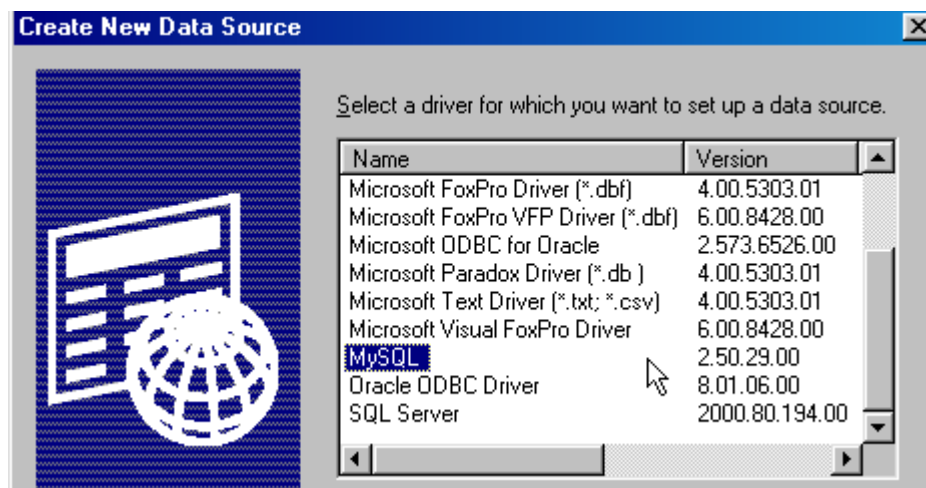 Create New Data Source
Select a driver for which you want to set up a data source.
Name Version
Microsoft FoxPro Driver (*.dbf) 4.00.5303.01
Microsoft FoxPro VFP Driver (*.dbf) 6.00.8428.00
Microsoft ODBC for Oracle 2.573.6526.00
Microsoft Paradox Driver (*.db ) 4.00.5303.01
Microsoft Text Driver (*.txt; *.csv) 4.00.5303.01
Microsoft Visual FoxPro Driver 6.00.8428.00
MySQL 2.50.29.00
Oracle ODBC Driver 8.01.06.00
SQL Server 2000.80.194.00